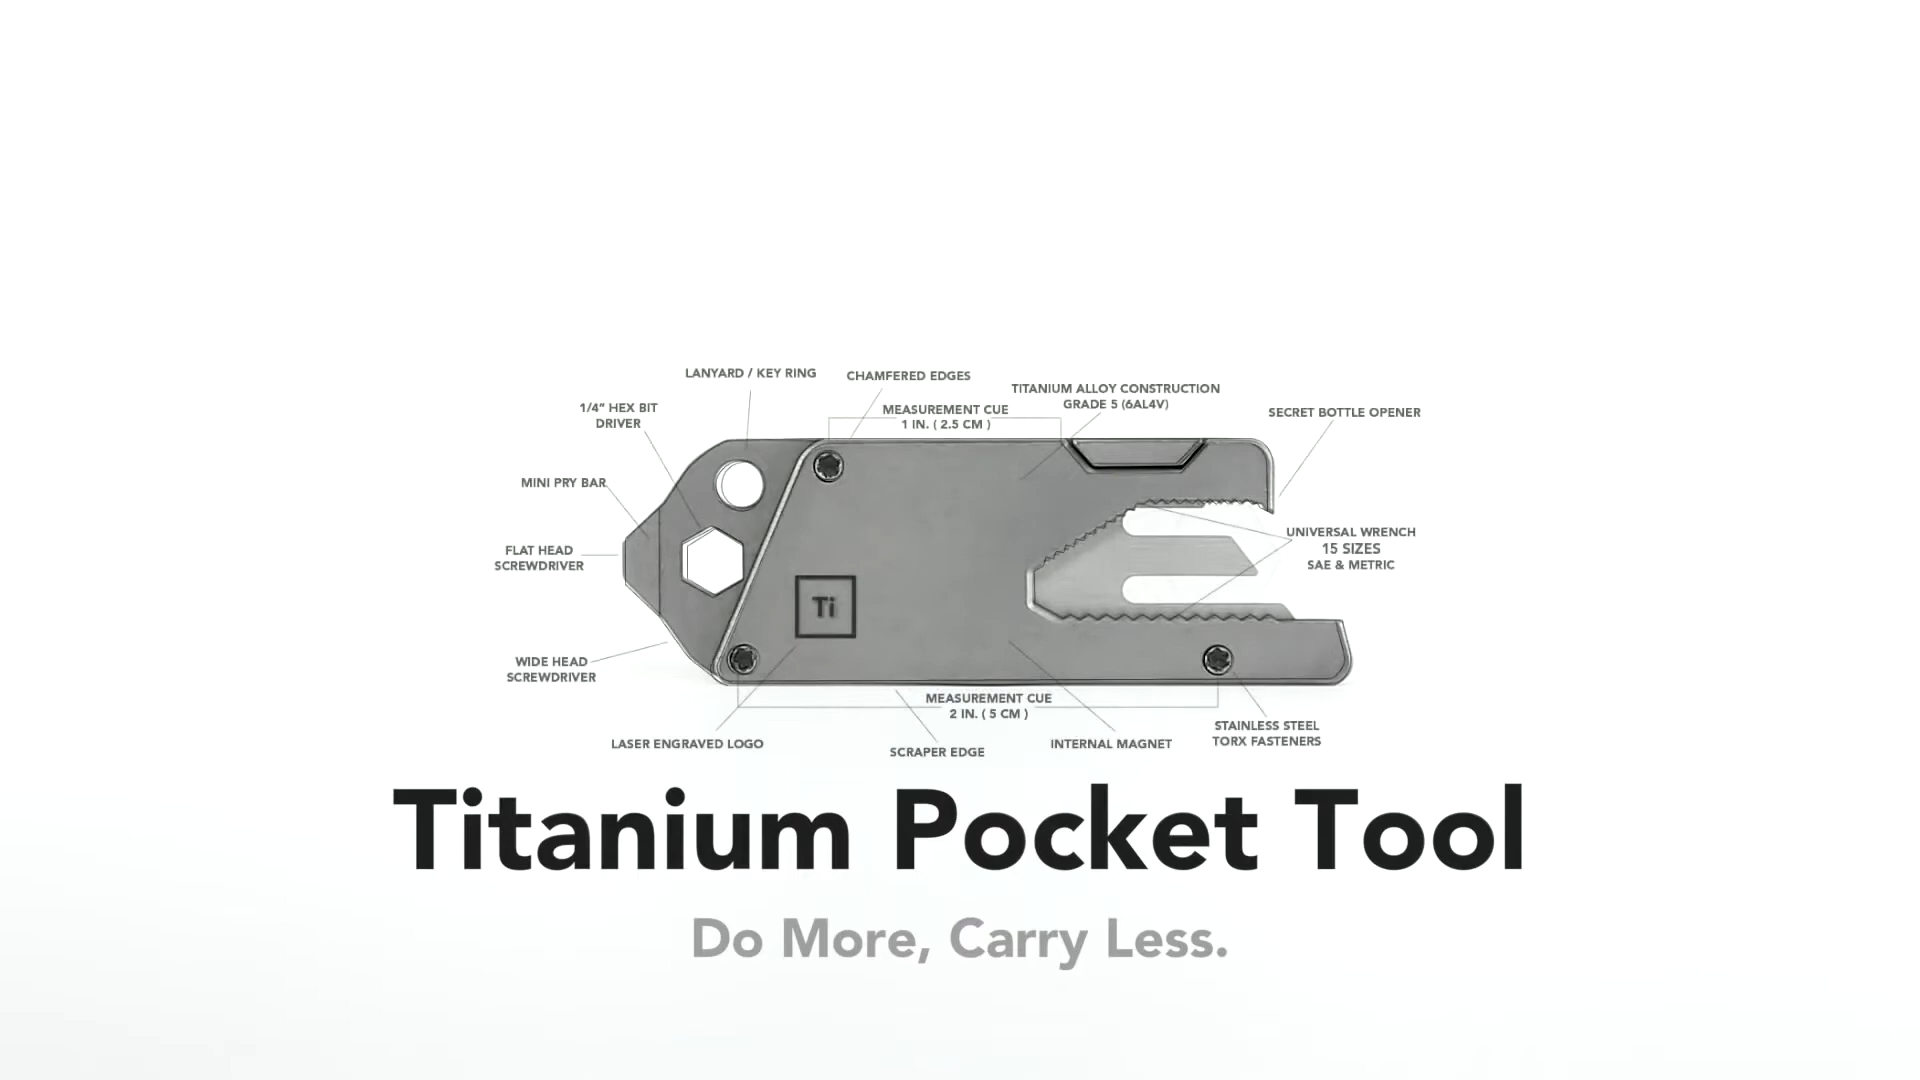 LANYARD / KEY RING
CHAMFERED EDGES
TITANIUM ALLOY CONSTRUCTION
GRADE 5 (6AL4V)
1/4" HEX BIT
DRIVER
MEASUREMENT CUE
1 IN. ( 2.5 CM )
SECRET BOTTLE OPENER
MINI PRY BAR
FLAT HEAD
SCREWDRIVER
UNIVERSAL WRENCH
15 SIZES
SAE & METRIC
Ti
WIDE HEAD
SCREWDRIVER
MEASUREMENT CUE
2 IN. ( 5 CM )
LASER ENGRAVED LOGO
SCRAPER EDGE
INTERNAL MAGNET
STAINLESS STEEL
TORX FASTENERS
Titanium Pocket Tool
Do More, Carry Less.